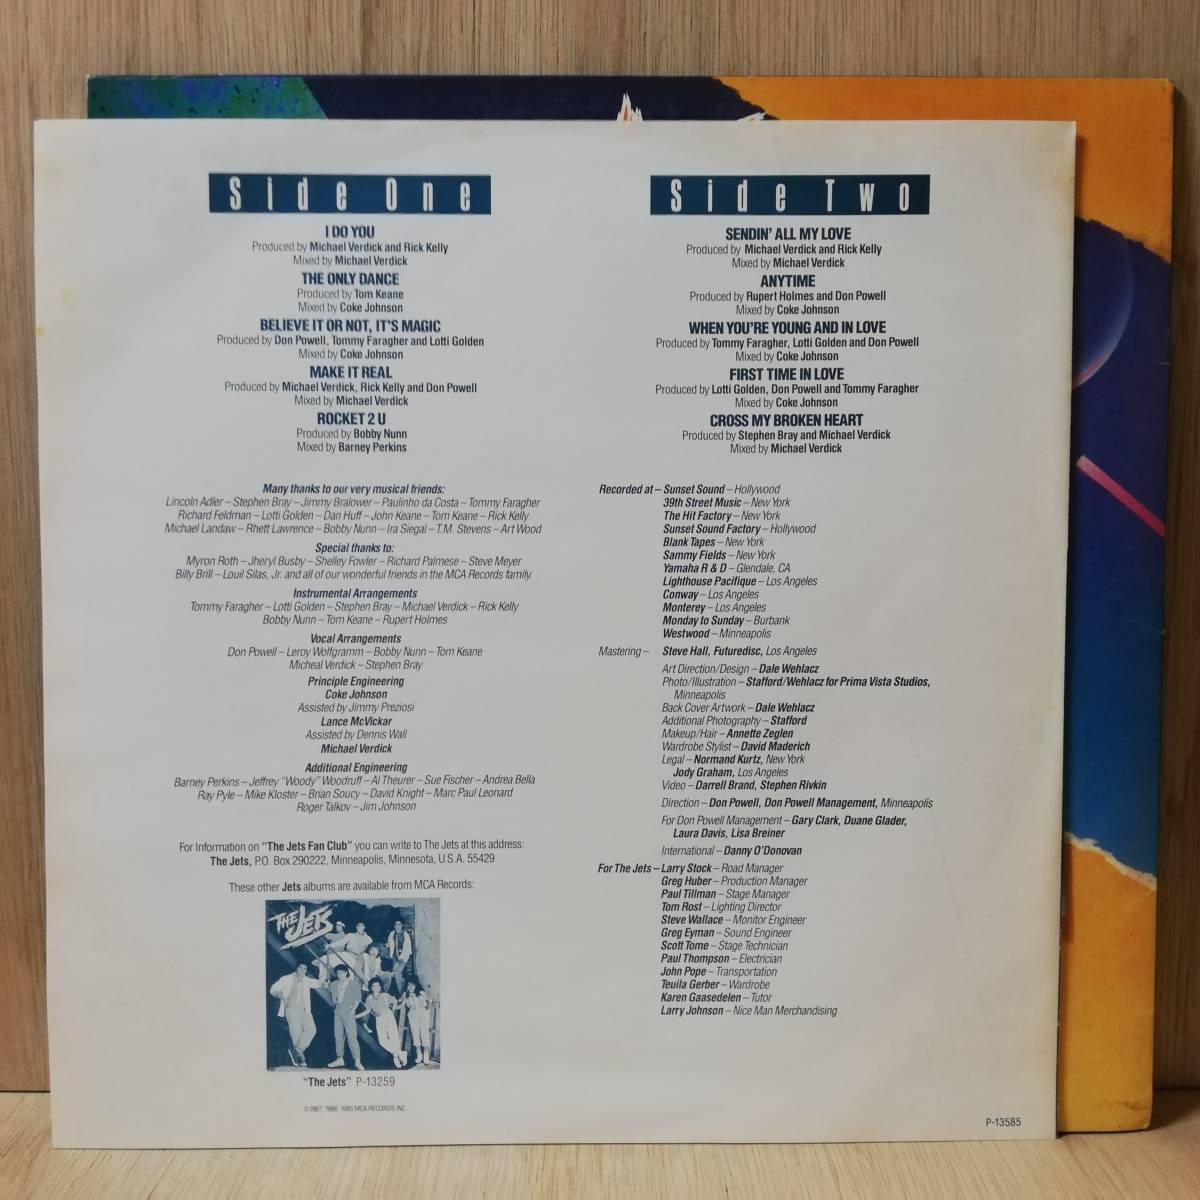 Side One
I DO YOU
Produced by Michael Verdick and Rick Kelly
Mixed by Michael Verdick
THE ONLY DANCE
Produced by Tom Keane
Mixed by Coke Johnson
BELIEVE IT OR NOT, IT'S MAGIC
Produced by Don Powell, Tommy Faragher and Lotti Golden
Mixed by Coke Johnson
MAKE IT REAL
Produced by Michael Verdick, Rick Kelly and Don Powell
Mixed by Michael Verdick
ROCKET 2 U
Produced by Bobby Nunn
Mixed by Barney Perkins
Many thanks to our very musical friends:
Lincoln Adler – Stephen Bray – Jimmy Bralower – Paulinho da Costa – Tommy Faragher
Richard Feldman – Lotti Golden – Dan Huff – John Keane – Tom Keane – Rick Kelly
Michael Landaw – Rhett Lawrence – Bobby Nunn – Ira Siegal – T.M. Stevens – Art Wood
Special thanks to:
Myron Roth – Jheryl Busby – Shelley Fowler – Richard Palmese – Steve Meyer
Billy Brill – Louil Silas, Jr. and all of our wonderful friends in the MCA Records family.
Instrumental Arrangements
Tommy Faragher – Lotti Golden – Stephen Bray – Michael Verdick – Rick Kelly
Bobby Nunn – Tom Keane – Rupert Holmes
Vocal Arrangements
Don Powell – Leroy Wolfgramm – Bobby Nunn – Tom Keane
Micheal Verdick – Stephen Bray
Principle Engineering
Coke Johnson
Assisted by Jimmy Preziosi
Lance McVickar
Assisted by Dennis Wall
Michael Verdick
Additional Engineering
Barney Perkins – Jeffrey "Woody" Woodruff – Al Theurer – Sue Fischer – Andrea Bella
Ray Pyle – Mike Kloster – Brian Soucy – David Knight – Marc Paul Leonard
Roger Talkov – Jim Johnson
For Information on "The Jets Fan Club" you can write to The Jets at this address:
The Jets, P.O. Box 290222, Minneapolis, Minnesota, U.S.A. 55429
These other Jets albums are available from MCA Records:
THE JETS
"The Jets" P-13259
©1987, 1986, 1985 MCA RECORDS INC.
Side Two
SENDIN' ALL MY LOVE
Produced by Michael Verdick and Rick Kelly
Mixed by Michael Verdick
ANYTIME
Produced by Rupert Holmes and Don Powell
Mixed by Coke Johnson
WHEN YOU'RE YOUNG AND IN LOVE
Produced by Tommy Faragher, Lotti Golden and Don Powell
Mixed by Coke Johnson
FIRST TIME IN LOVE
Produced by Lotti Golden, Don Powell and Tommy Faragher
Mixed by Coke Johnson
CROSS MY BROKEN HEART
Produced by Stephen Bray and Michael Verdick
Mixed by Michael Verdick
Recorded at – Sunset Sound – Hollywood
39th Street Music – New York
The Hit Factory – New York
Sunset Sound Factory – Hollywood
Blank Tapes – New York
Sammy Fields – New York
Yamaha R & D – Glendale, CA
Lighthouse Pacifique – Los Angeles
Conway – Los Angeles
Monterey – Los Angeles
Monday to Sunday – Burbank
Westwood – Minneapolis
Mastering – Steve Hall, Futuredisc, Los Angeles
Art Direction/Design – Dale Wehlacz
Photo/Illustration – Stafford/Wehlacz for Prima Vista Studios,
Minneapolis
Back Cover Artwork – Dale Wehlacz
Additional Photography – Stafford
Makeup/Hair – Annette Zeglen
Wardrobe Stylist – David Maderich
Legal – Normand Kurtz, New York
Jody Graham, Los Angeles
Video – Darrell Brand, Stephen Rivkin
Direction – Don Powell, Don Powell Management, Minneapolis
For Don Powell Management – Gary Clark, Duane Glader,
Laura Davis, Lisa Breiner
International – Danny O'Donovan
For The Jets – Larry Stock – Road Manager
Greg Huber – Production Manager
Paul Tillman – Stage Manager
Tom Rost – Lighting Director
Steve Wallace – Monitor Engineer
Greg Eyman – Sound Engineer
Scott Tome – Stage Technician
Paul Thompson – Electrician
John Pope – Transportation
Teuila Gerber – Wardrobe
Karen Gaasedelen – Tutor
Larry Johnson – Nice Man Merchandising
P-13585